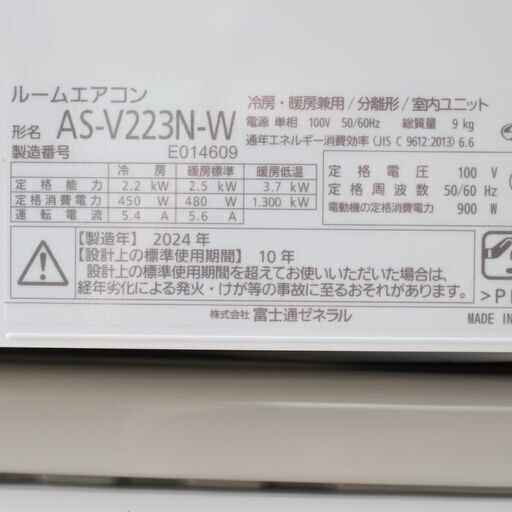 ルームエアコン
形名 AS-V223N-W
製造番号 E014609
冷房・暖房兼用/分離形/室内ユニット
電源 単相 100V 50/60Hz 総質量 9 kg
通年エネルギー消費効率(JIS C 9612:2013) 6.6
冷 房 暖房標準 暖房低温
定格能力 2.2 kW 2.5 kW 3.7 kW
定格消費電力 450 W 480 W 1.300 kW
運転電流 5.4 A 5.6 A
定格電圧 100 V
定格周波数 50/60 Hz
電動機の定格消費電力 900 W
【製造年】2024 年
【設計上の標準使用期間】 10 年
設計上の標準使用期間を超えてお使いいただいた場合は、
経年劣化による発火・けが等の事故に至るおそれがあります。
>P
株式会社 富士通ゼネラル
MADE IN